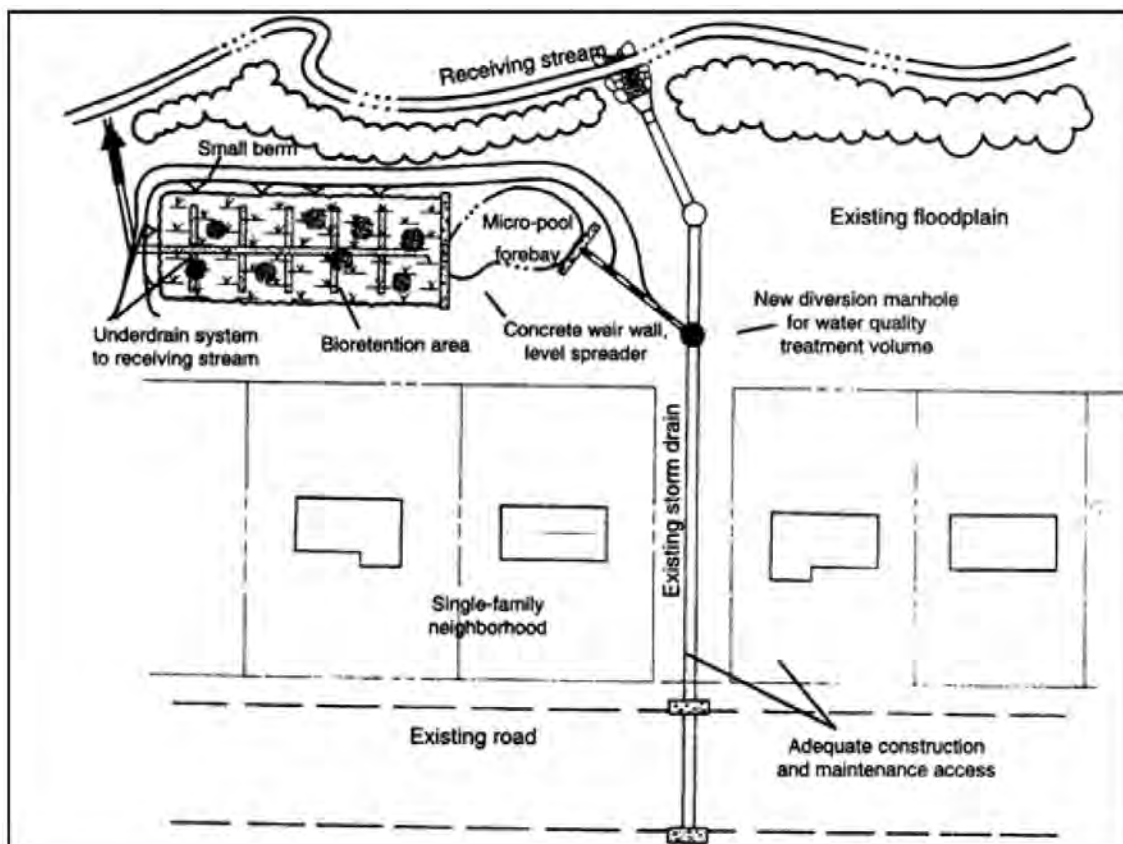 Receiving stream
Small berm
Micro-pool
forebay
Existing floodplain
Underdrain system
to receiving stream
Bioretention area
Concrete weir wall,
level spreader
New diversion manhole
for water quality
treatment volume
Existing storm drain
Single-family
neighborhood
Existing road
Adequate construction
and maintenance access